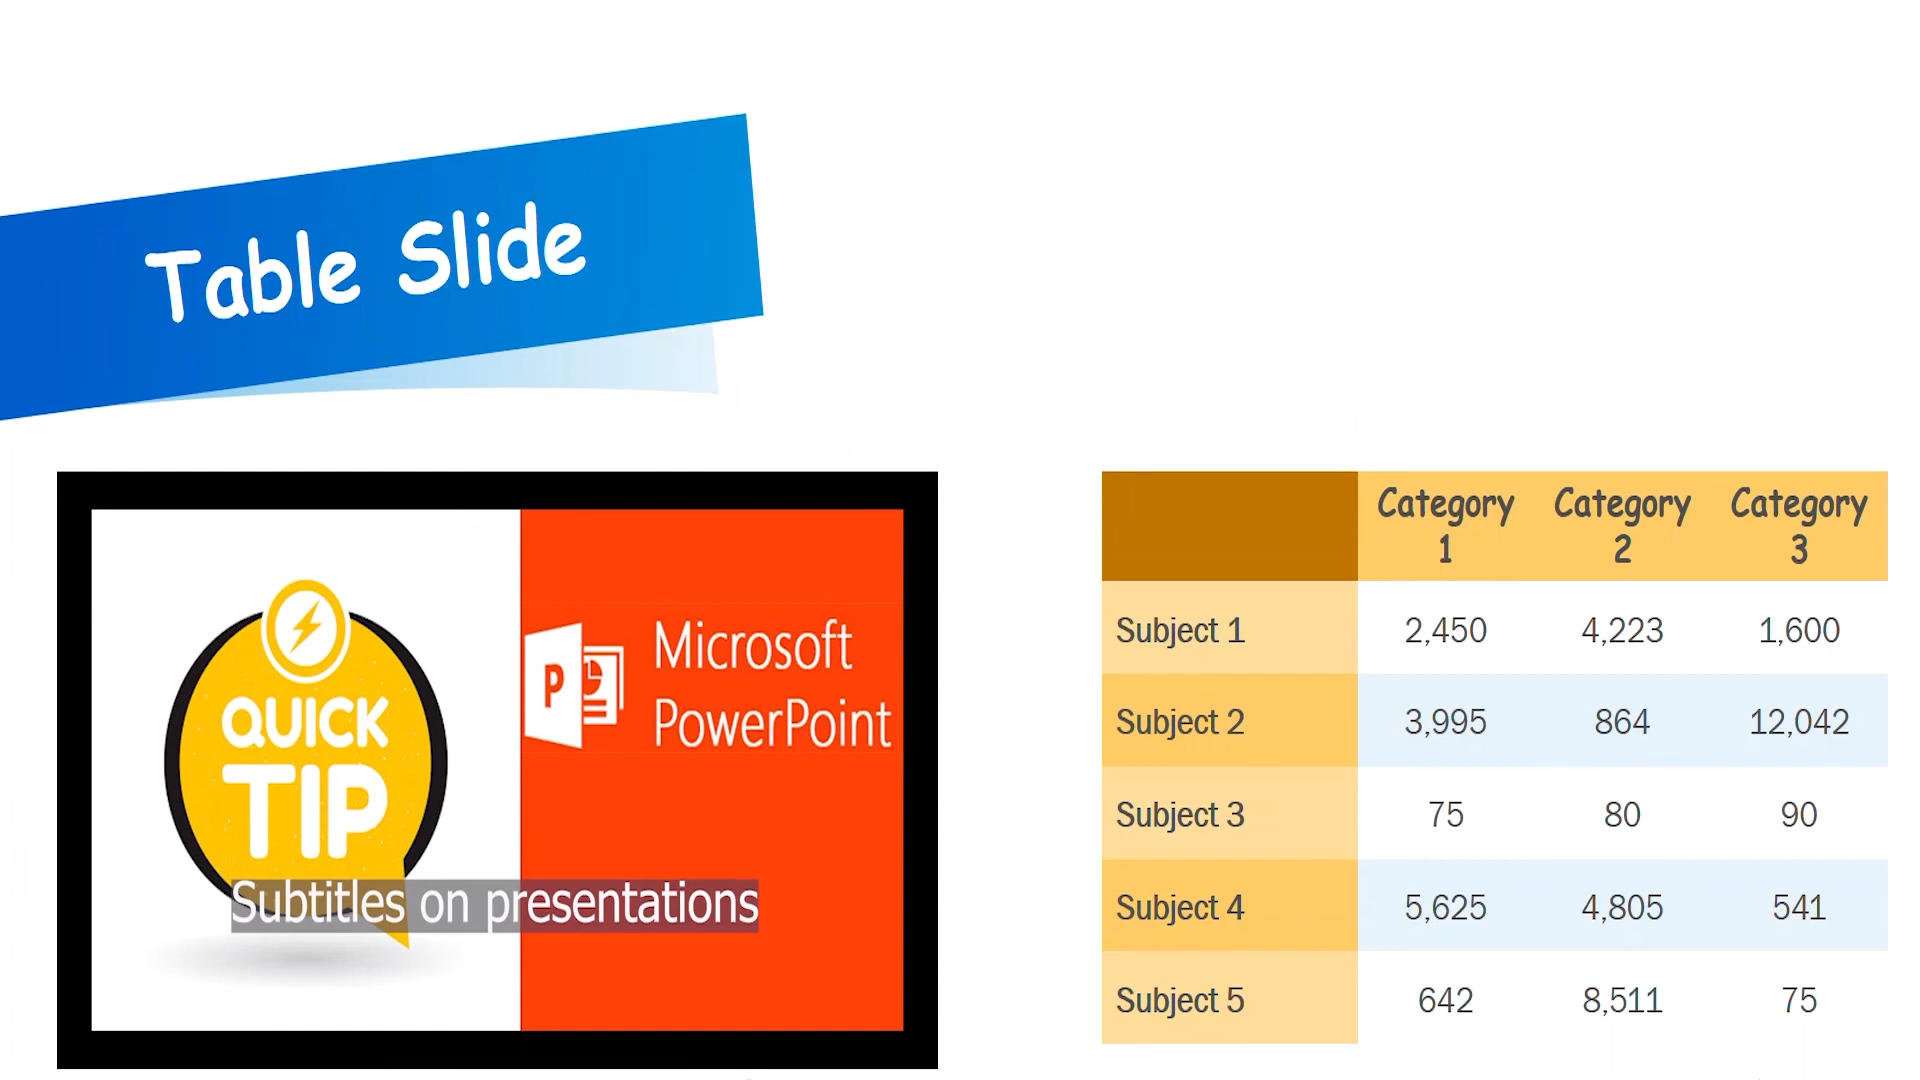 Table Slide
QUICK
TIP
P
Microsoft
PowerPoint
Subtitles on presentations
Category 1 Category 2 Category 3
Subject 1 2,450 4,223 1,600
Subject 2 3,995 864 12,042
Subject 3 75 80 90
Subject 4 5,625 4,805 541
Subject 5 642 8,511 75